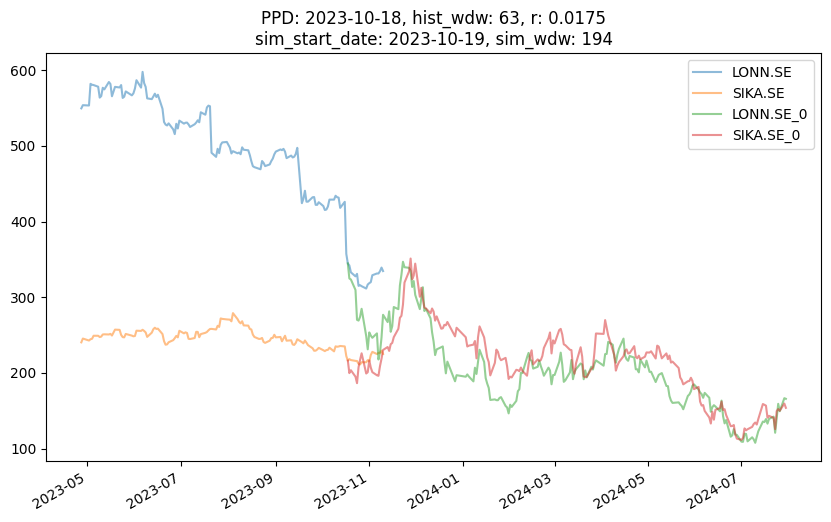 PPD: 2023-10-18, hist_wdw: 63, r: 0.0175
sim_start_date: 2023-10-19, sim_wdw: 194
LONN.SE
SIKA.SE
LONN.SE_0
SIKA.SE_0
600
500
400
300
200
100
2023-05
2023-07
2023-09
2023-11
2024-01
2024-03
2024-05
2024-07